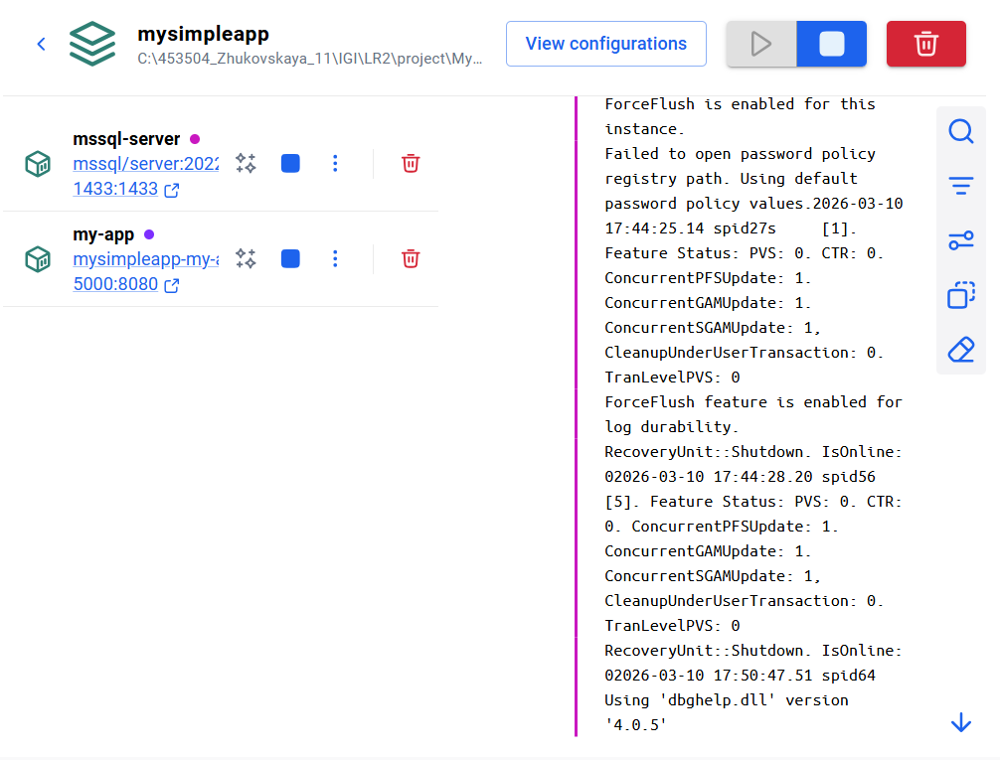 mysimpleapp
C:\453504_Zhukovskaya_11\IGI\LR2\project\My...
View configurations
mssql-server
mssql/server:2022
1433:1433
my-app
mysimpleapp-my-a
5000:8080
ForceFlush is enabled for this
instance.
Failed to open password policy
registry path. Using default
password policy values.2026-03-10
17:44:25.14 spid27s     [1].
Feature Status: PVS: 0. CTR: 0.
ConcurrentPFSUpdate: 1.
ConcurrentGAMUpdate: 1.
ConcurrentSGAMUpdate: 1,
CleanupUnderUserTransaction: 0.
TranLevelPVS: 0
ForceFlush feature is enabled for
log durability.
RecoveryUnit::Shutdown. IsOnline:
02026-03-10 17:44:28.20 spid56
[5]. Feature Status: PVS: 0. CTR:
0. ConcurrentPFSUpdate: 1.
ConcurrentGAMUpdate: 1.
ConcurrentSGAMUpdate: 1,
CleanupUnderUserTransaction: 0.
TranLevelPVS: 0
RecoveryUnit::Shutdown. IsOnline:
02026-03-10 17:50:47.51 spid64
Using 'dbghelp.dll' version
'4.0.5'